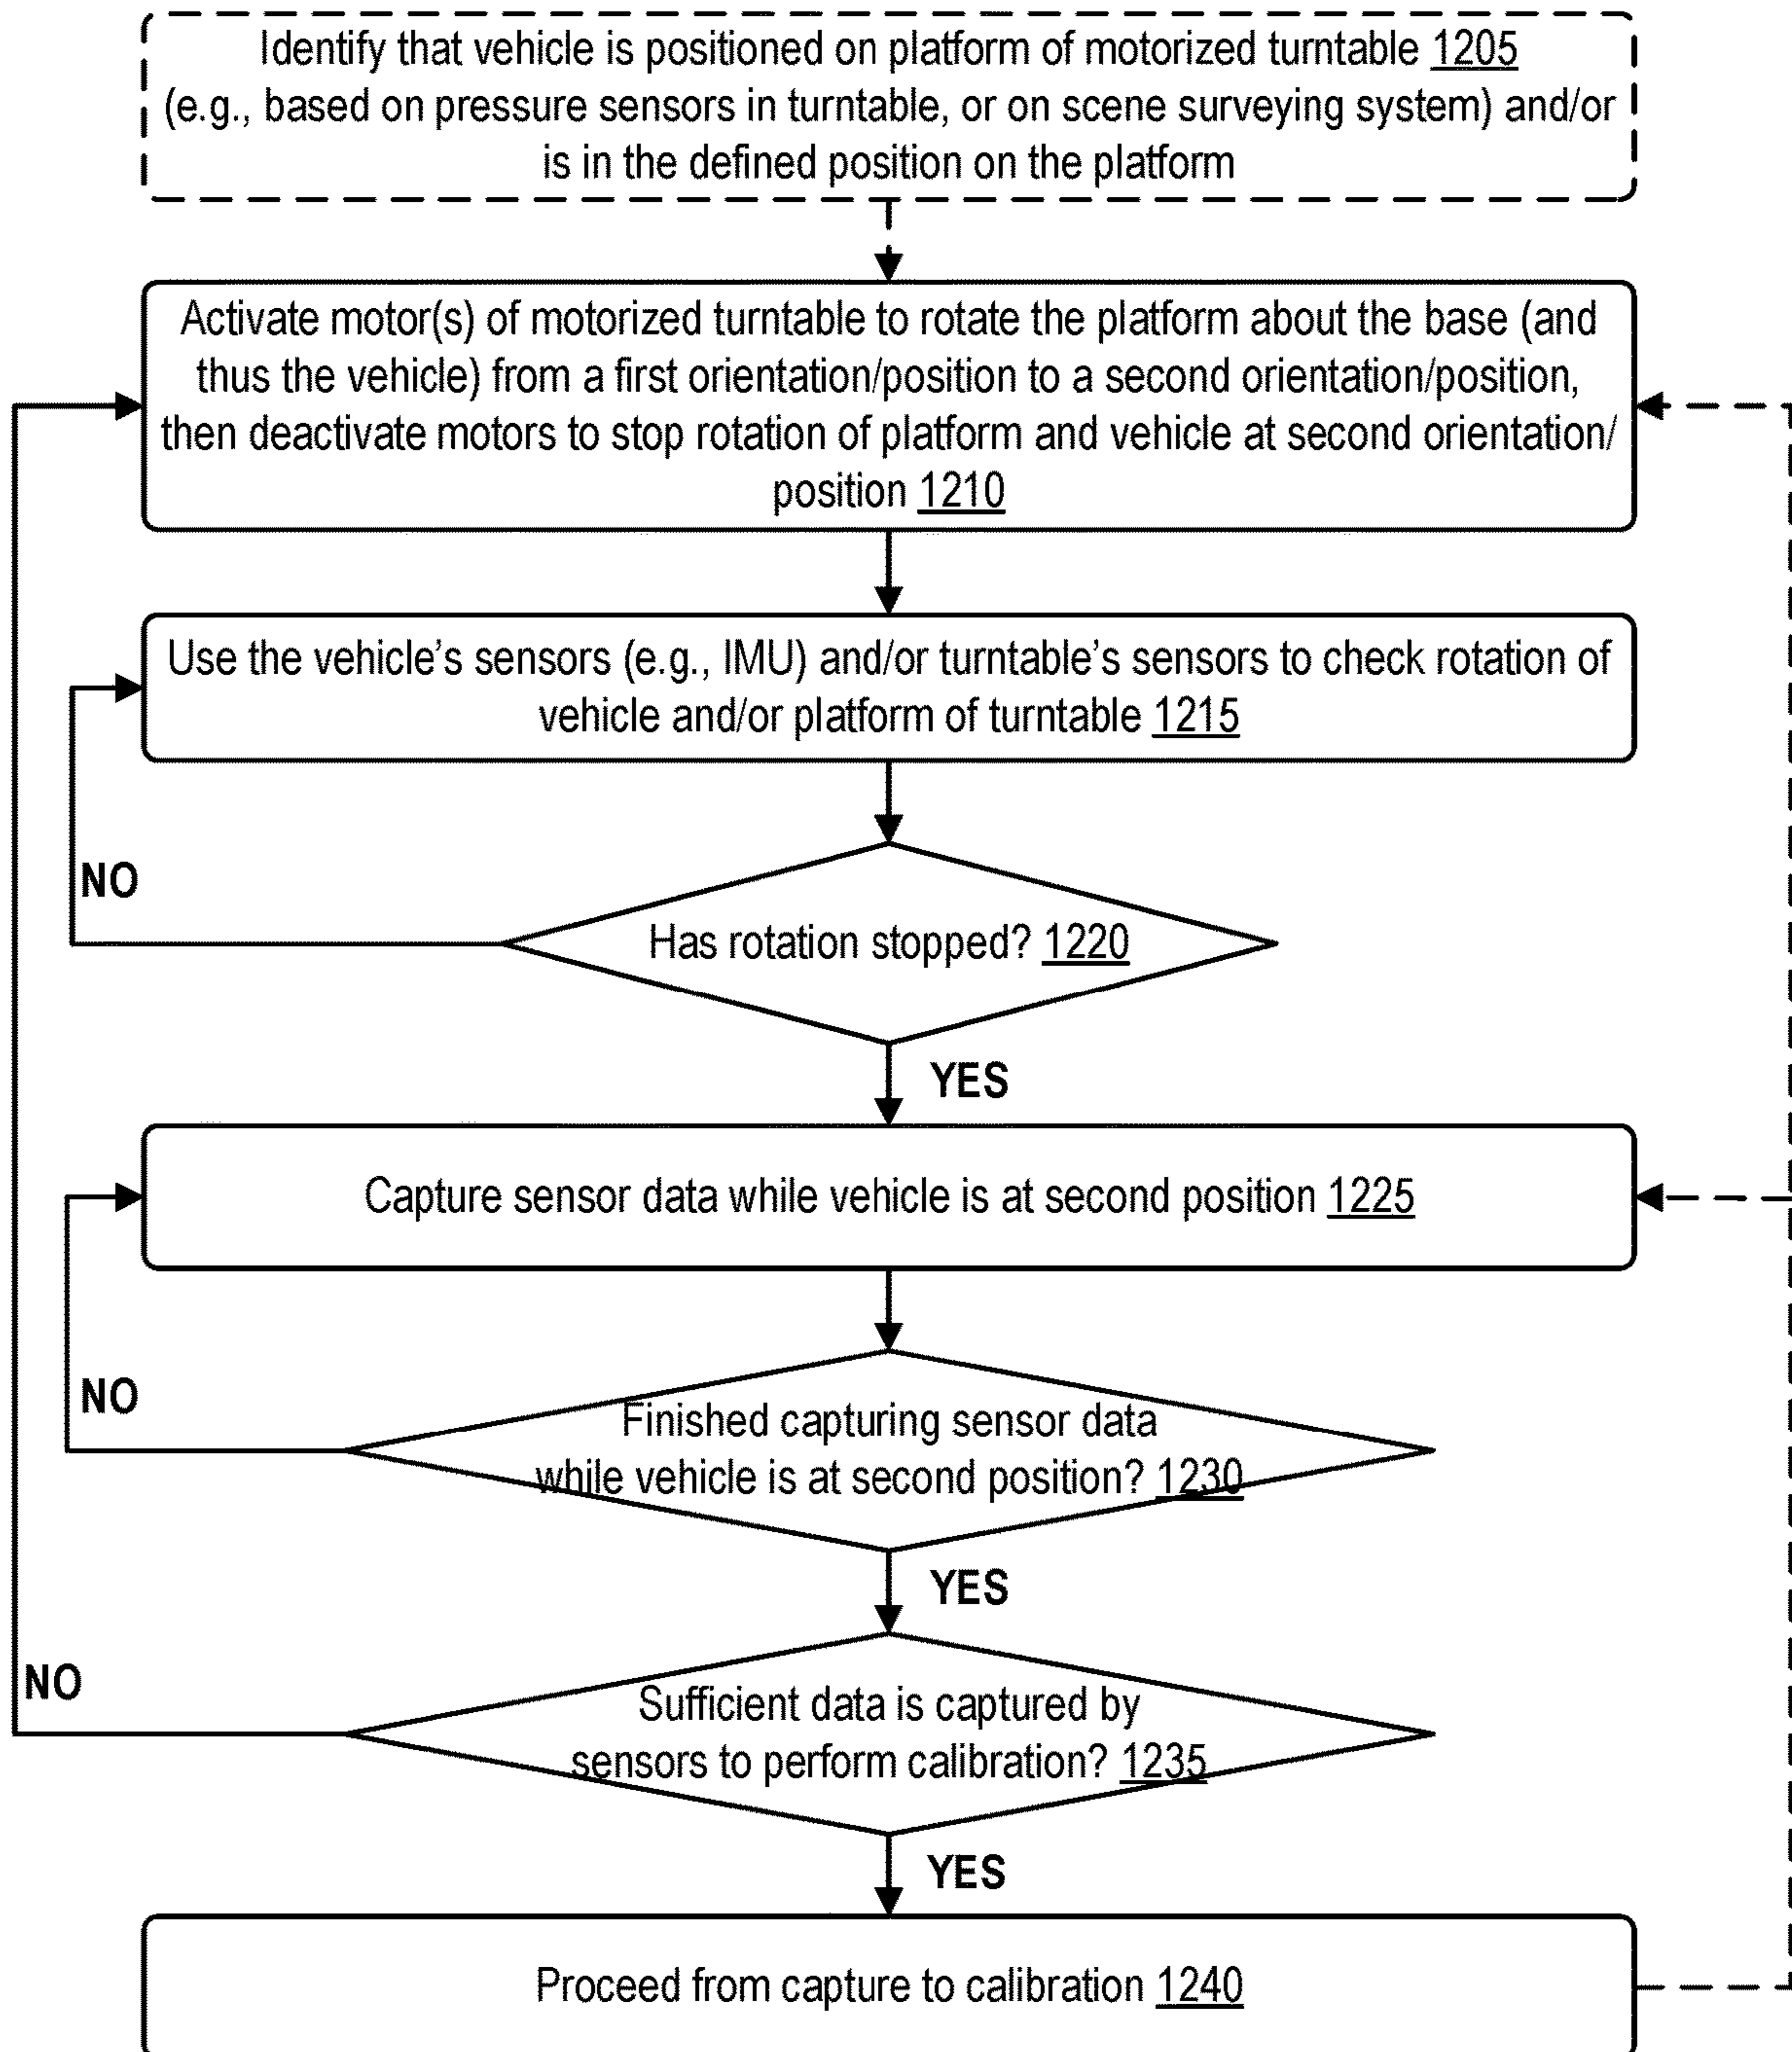 Identify that vehicle is positioned on platform of motorized turntable 1205
(e.g., based on pressure sensors in turntable, or on scene surveying system) and/or
is in the defined position on the platform
Activate motor(s) of motorized turntable to rotate the platform about the base (and
thus the vehicle) from a first orientation/position to a second orientation/position,
then deactivate motors to stop rotation of platform and vehicle at second orientation/
position 1210
Use the vehicle's sensors (e.g., IMU) and/or turntable's sensors to check rotation of
vehicle and/or platform of turntable 1215
NO
Has rotation stopped? 1220
YES
Capture sensor data while vehicle is at second position 1225
NO
Finished capturing sensor data
while vehicle is at second position? 1230
YES
NO
Sufficient data is captured by
sensors to perform calibration? 1235
YES
Proceed from capture to calibration 1240